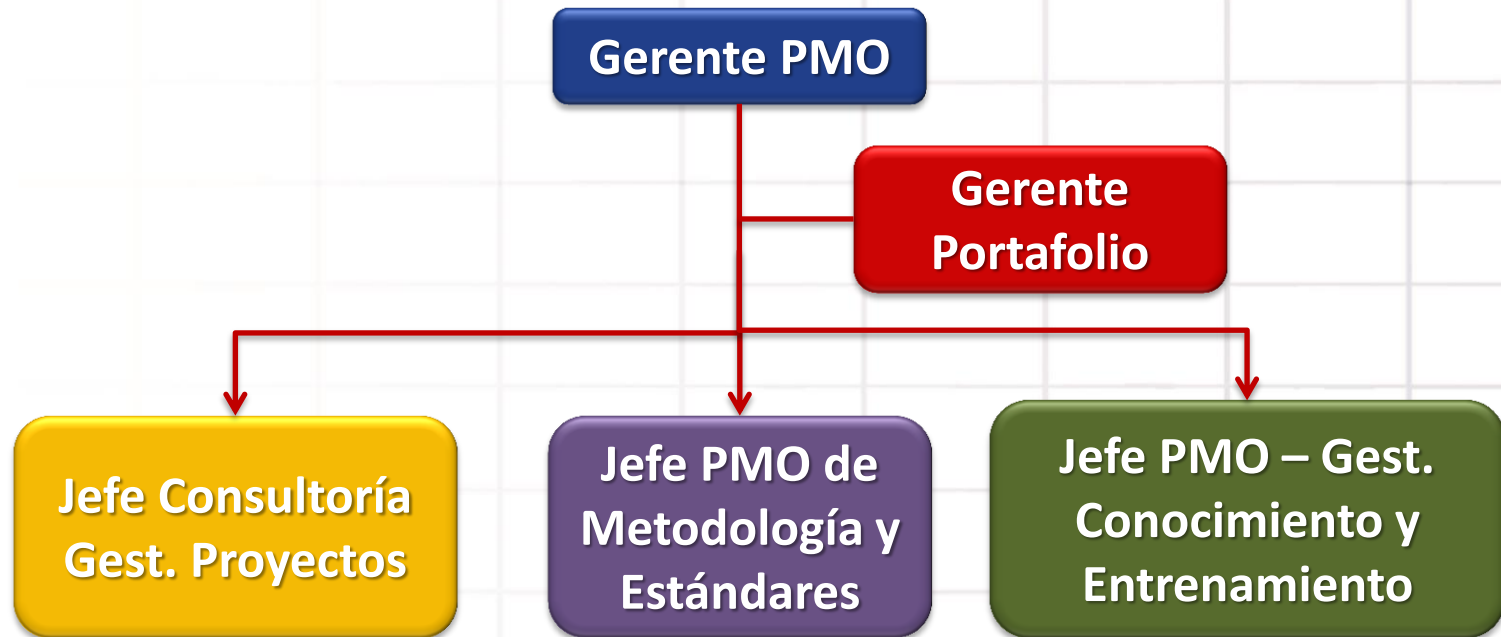 Gerente PMO
Gerente
Portafolio
Jefe Consultoría
Gest. Proyectos
Jefe PMO de
Metodología y
Estándares
Jefe PMO – Gest.
Conocimiento y
Entrenamiento